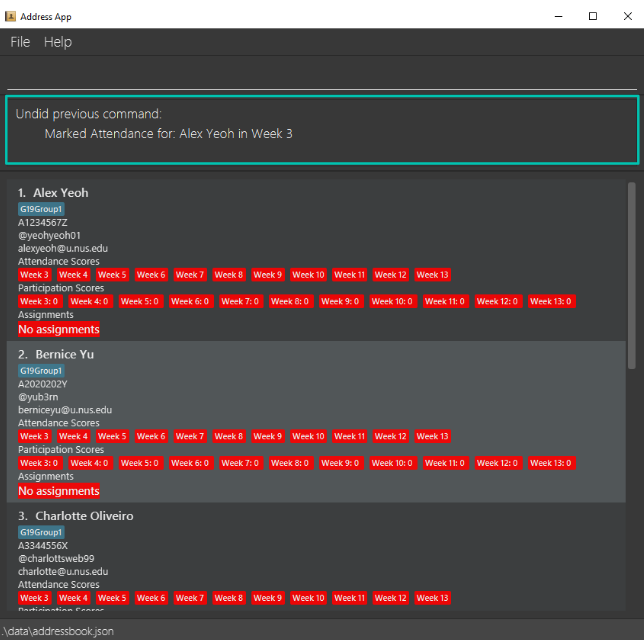 Address App
File Help
Undid previous command:
Marked Attendance for: Alex Yeoh in Week 3
1. Alex Yeoh
G19Group1
A1234567Z
@yeohyeoh01
alexyeoh@u.nus.edu
Attendance Scores
Week 3 Week 4 Week 5 Week 6 Week 7 Week 8 Week 9 Week 10 Week 11 Week 12 Week 13
Participation Scores
Week 3: 0 Week 4: 0 Week 5: 0 Week 6: 0 Week 7: 0 Week 8: 0 Week 9: 0 Week 10: 0 Week 11: 0 Week 12: 0 Week 13: 0
Assignments
No assignments
2. Bernice Yu
G19Group1
A2020202Y
@yub3rn
berniceyu@u.nus.edu
Attendance Scores
Week 3 Week 4 Week 5 Week 6 Week 7 Week 8 Week 9 Week 10 Week 11 Week 12 Week 13
Participation Scores
Week 3: 0 Week 4: 0 Week 5: 0 Week 6: 0 Week 7: 0 Week 8: 0 Week 9: 0 Week 10: 0 Week 11: 0 Week 12: 0 Week 13: 0
Assignments
No assignments
3. Charlotte Oliveiro
G19Group1
A3344556X
@charlottsweb99
charlotte@u.nus.edu
Attendance Scores
Week 3 Week 4 Week 5 Week 6 Week 7 Week 8 Week 9 Week 10 Week 11 Week 12 Week 13
Participation Scores
.\data\addressbook.json